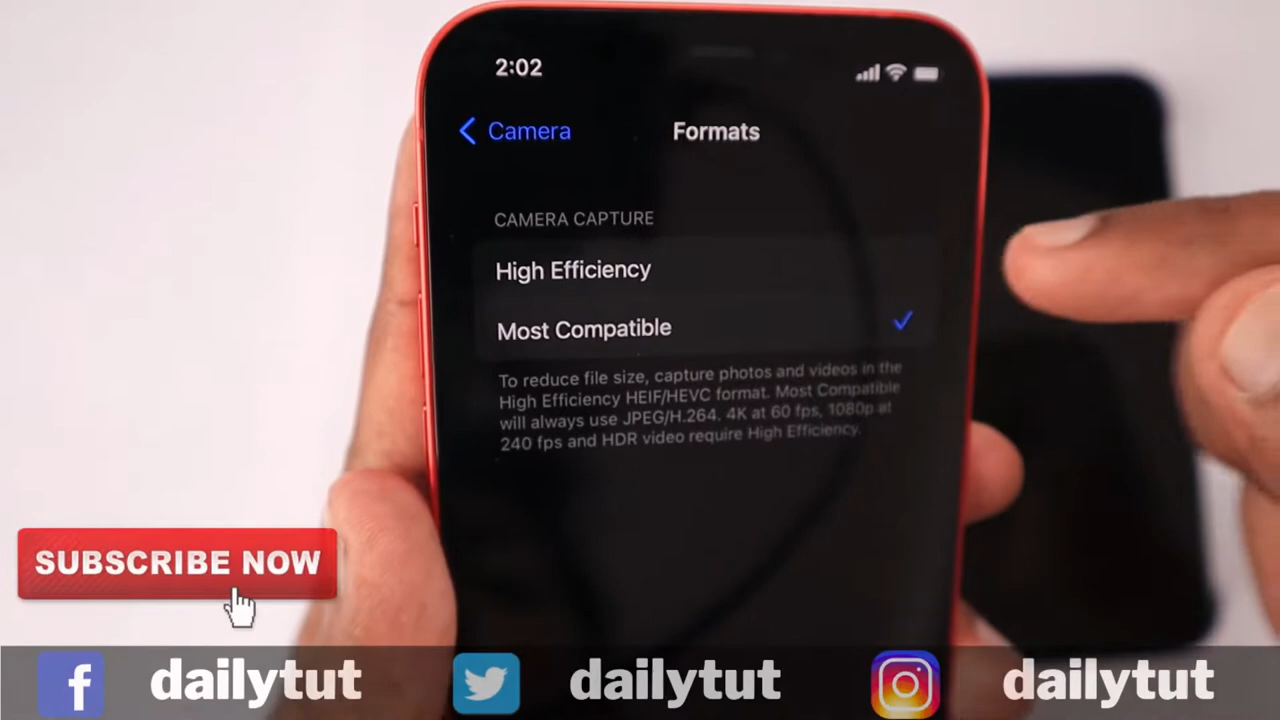 2:02
Camera
Formats
CAMERA CAPTURE
High Efficiency
Most Compatible
To reduce file size, capture photos and videos in the
High Efficiency HEIF/HEVC format. Most Compatible
will always use JPEG/H.264. 4K at 60 fps, 1080p at
240 fps and HDR video require High Efficiency.
SUBSCRIBE NOW
dailytut dailytut dailytut